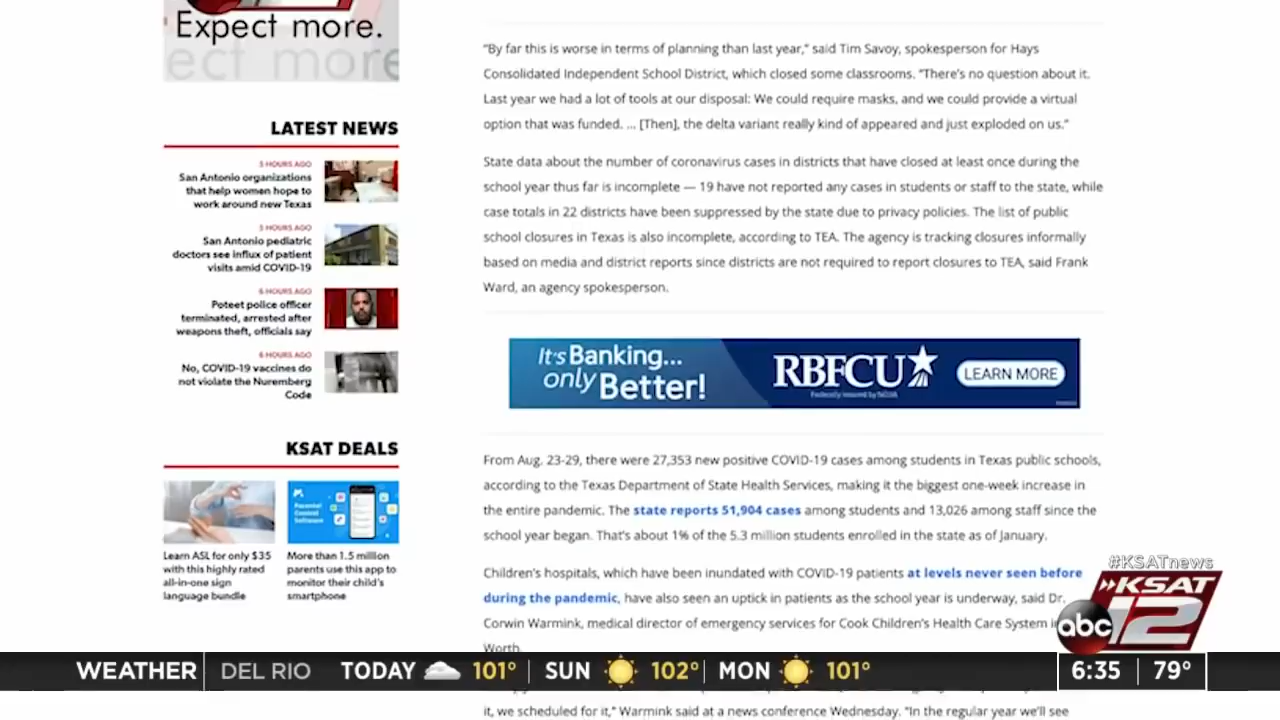 Expect more.
ect more
LATEST NEWS
3 HOURS AGO
San Antonio organizations
that help women hope to
work around new Texas
3 HOURS AGO
San Antonio pediatric
doctors see influx of patient
visits amid COVID-19
6 HOURS AGO
Poteet police officer
terminated, arrested after
weapons theft, officials say
6 HOURS AGO
No, COVID-19 vaccines do
not violate the Nuremberg
Code
KSAT DEALS
Parental
Control
Software
Learn ASL for only $35
with this highly rated
all-in-one sign
language bundle
More than 1.5 million
parents use this app to
monitor their child's
smartphone
“By far this is worse in terms of planning than last year,” said Tim Savoy, spokesperson for Hays
Consolidated Independent School District, which closed some classrooms. “There’s no question about it.
Last year we had a lot of tools at our disposal: We could require masks, and we could provide a virtual
option that was funded. ... [Then], the delta variant really kind of appeared and just exploded on us.”
State data about the number of coronavirus cases in districts that have closed at least once during the
school year thus far is incomplete — 19 have not reported any cases in students or staff to the state, while
case totals in 22 districts have been suppressed by the state due to privacy policies. The list of public
school closures in Texas is also incomplete, according to TEA. The agency is tracking closures informally
based on media and district reports since districts are not required to report closures to TEA, said Frank
Ward, an agency spokesperson.
It's Banking...
only Better!
RBFCU
Federally insured by NCUA
LEARN MORE
From Aug. 23-29, there were 27,353 new positive COVID-19 cases among students in Texas public schools,
according to the Texas Department of State Health Services, making it the biggest one-week increase in
the entire pandemic. The state reports 51,904 cases among students and 13,026 among staff since the
school year began. That’s about 1% of the 5.3 million students enrolled in the state as of January.
Children’s hospitals, which have been inundated with COVID-19 patients at levels never seen before
during the pandemic, have also seen an uptick in patients as the school year is underway, said Dr.
Corwin Warmink, medical director of emergency services for Cook Children’s Health Care System
Worth.
it, we scheduled for it,” Warmink said at a news conference Wednesday. “In the regular year we’ll see
#KSATnews
KSAT
abc 12
WEATHER DEL RIO TODAY 101° SUN 102° MON 101° 6:35 79°